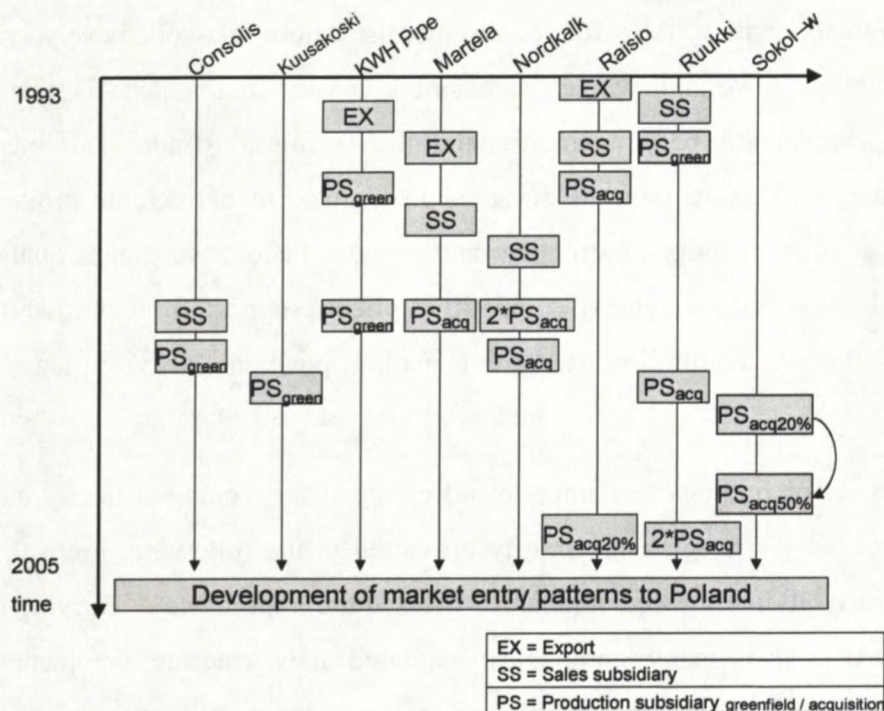 Consolis Kuusakoski KWH Pipe Martela Nordkalk Raisio Ruukki Sokol-w
1993
EX
EX SS
EX SS PSgreen
PSgreen PSacq
SS
SS
SS PSgreen PSacq 2*PSacq
PSgreen PSacq
PSgreen PSacq
PSacq20%
PSacq50%
PSacq20% 2*PSacq
2005
time
Development of market entry patterns to Poland
EX = Export
SS = Sales subsidiary
PS = Production subsidiary greenfield / acquisition